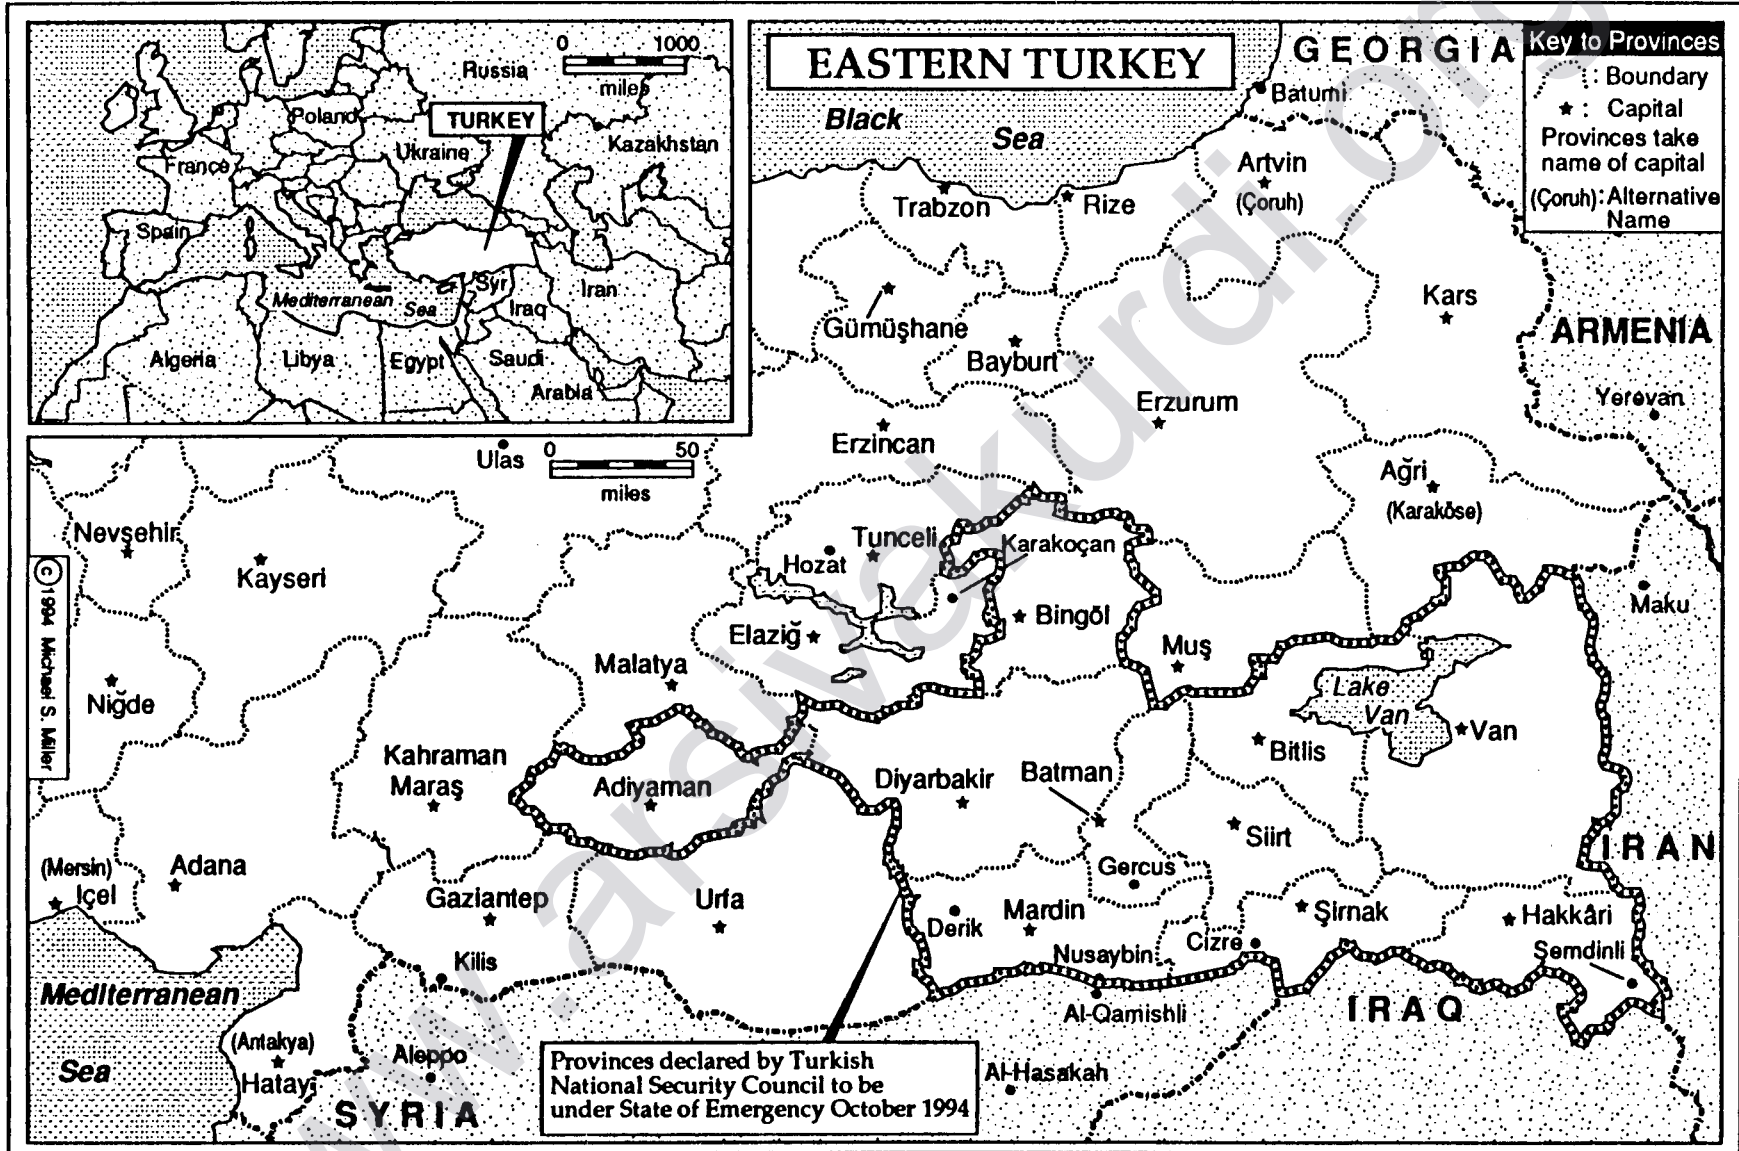 0 1000
miles
Russia
Poland
TURKEY
Ukraine
Kazakhstan
France
Spain
Mediterranean
Sea
Syr
Iraq
Iran
Algeria
Libya
Egypt
Saudi
Arabia
EASTERN TURKEY
GEORGIA
Key to Provinces
: Boundary
★ : Capital
Provinces take
name of capital
(Çoruh): Alternative
Name
Black
Sea
Batumi
Artvin
(Çoruh)
Trabzon
Rize
Gümüşhane
Bayburt
Kars
ARMENIA
Yerevan
Erzurum
Erzincan
Ulas
0 50
miles
Ağri
(Karaköse)
Nevşehir
Kayseri
Hozat
Tunceli
Karakoçan
Maku
Elaziğ
Bingöl
Muş
Malatya
Niğde
Lake
Van
Van
Bitlis
Kahraman
Maraş
Adiyaman
Diyarbakir
Batman
Siirt
IRAN
Adana
(Mersin)
Içel
Gercus
Gaziantep
Urfa
Derik
Mardin
Şirnak
Hakkâri
Cizre
Nusaybin
Şemdinli
Kilis
Mediterranean
Sea
Al-Qamishli
IRAQ
(Antakya)
Hatay
Aleppo
SYRIA
Al-Hasakah
Provinces declared by Turkish
National Security Council to be
under State of Emergency October 1994
© 1994 Michael S. Miller
www.arsivekurdi.org